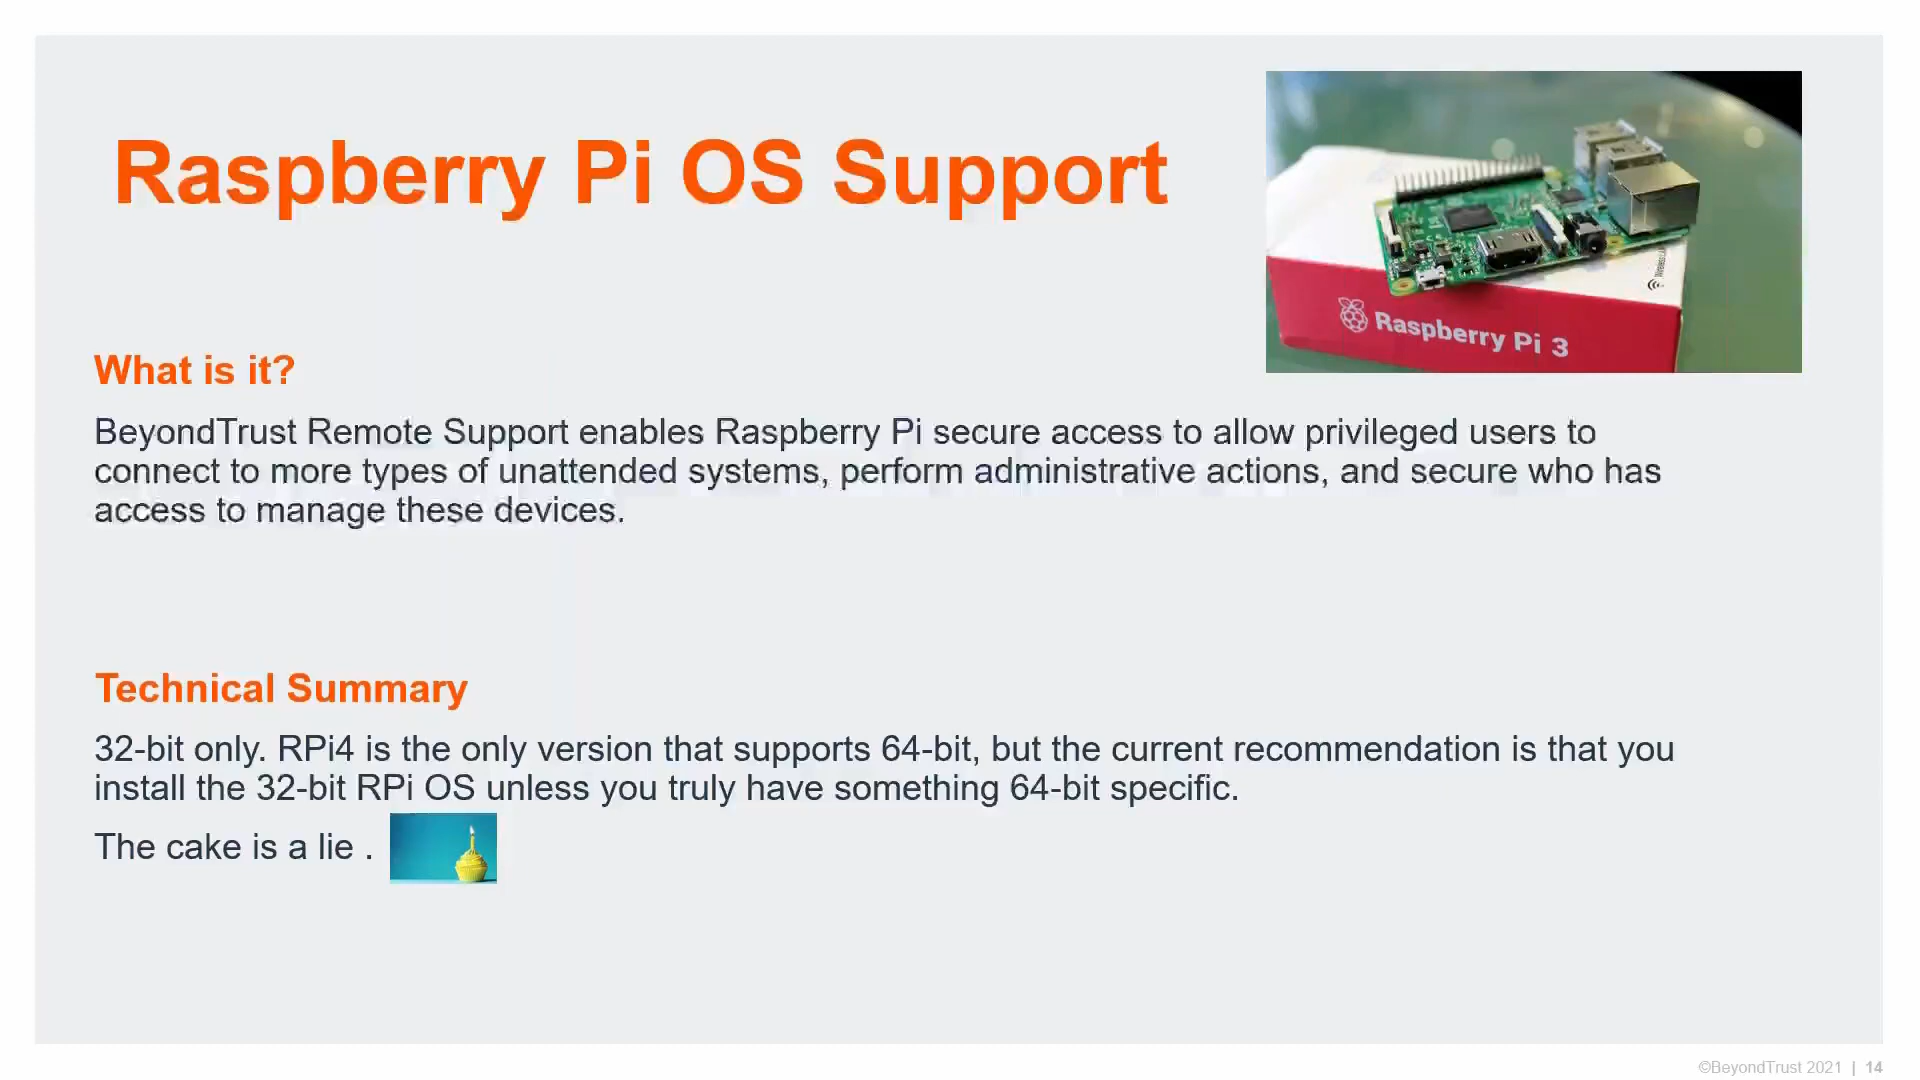 Raspberry Pi OS Support
Raspberry Pi 3
What is it?
BeyondTrust Remote Support enables Raspberry Pi secure access to allow privileged users to
connect to more types of unattended systems, perform administrative actions, and secure who has
access to manage these devices.
Technical Summary
32-bit only. RPi4 is the only version that supports 64-bit, but the current recommendation is that you
install the 32-bit RPi OS unless you truly have something 64-bit specific.
The cake is a lie .
©BeyondTrust 2021 | 14